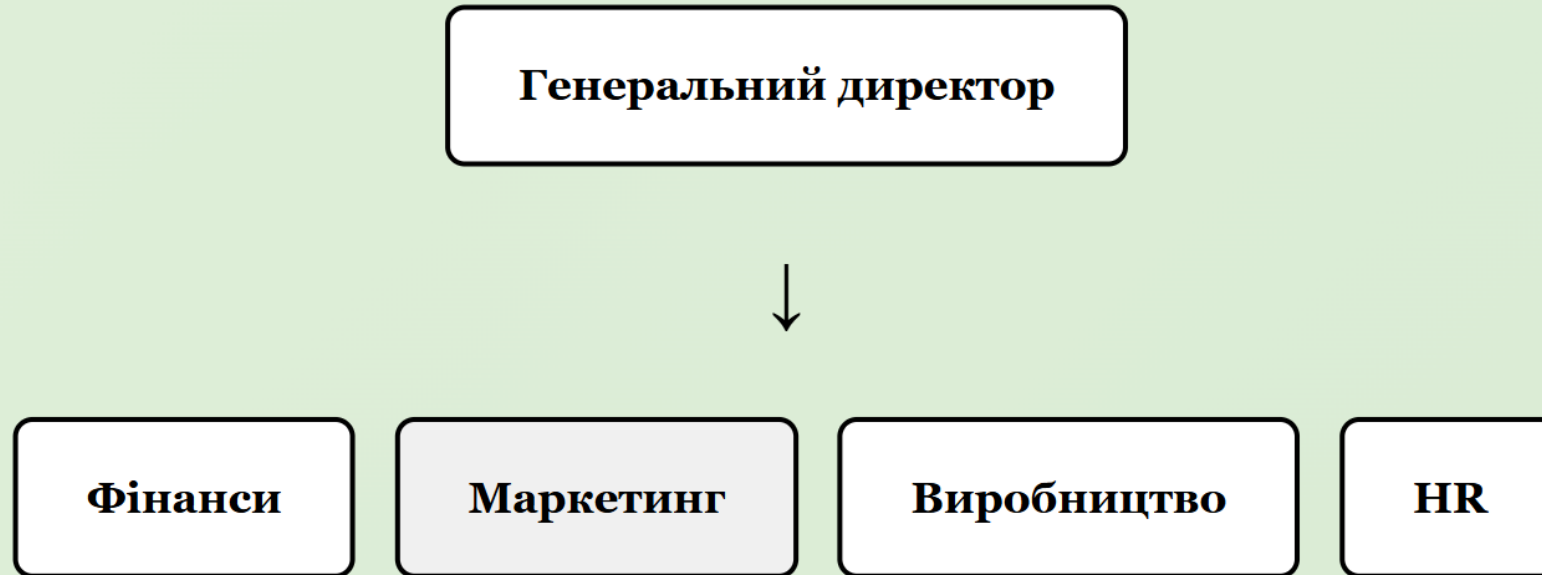 Генеральний директор
↓
Фінанси
Маркетинг
Виробництво
HR